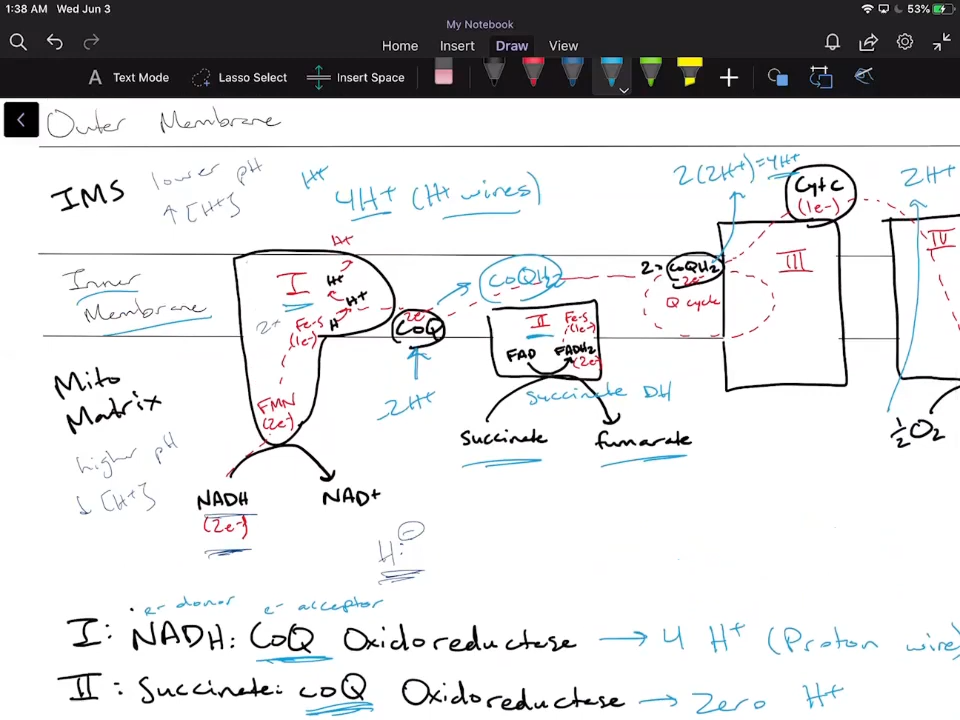 1:38 AM Wed Jun 3
53%
My Notebook
Home Insert Draw View
Text Mode Lasso Select Insert Space
Outer Membrane
IMS
lower pH
↑ [H+]
H+
4H+ (H+ wires)
2(2H+) = 4H+
Cyt C
(1e-)
2H+
Inner
Membrane
I
H+
H+
H+
H
2+
Fe-S
(1e-)
FMN
(2e-)
2e-
CoQ
2H+
CoQH2
II
Fe-S
(1e-)
FAD
FADH2
(2e-)
succinate DH
succinate
fumarate
2x CoQH2
2e-
Q cycle
III
IV
½O2
Mito
Matrix
higher pH
↓ [H+]
NADH
(2e-)
NAD+
H:⊖
e- donor e- acceptor
I: NADH: CoQ Oxidoreductase → 4 H+ (Proton wire)
II: Succinate: CoQ Oxidoreductase → zero H+